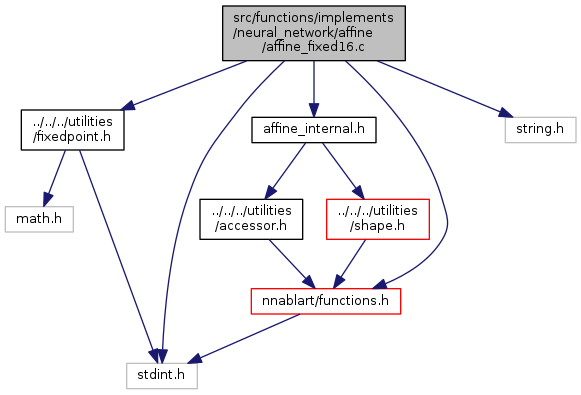 src/functions/implements
/neural_network/affine
/affine_fixed16.c
../../../utilities
/fixedpoint.h
affine_internal.h
string.h
math.h
../../../utilities
/accessor.h
../../../utilities
/shape.h
nnablart/functions.h
stdint.h